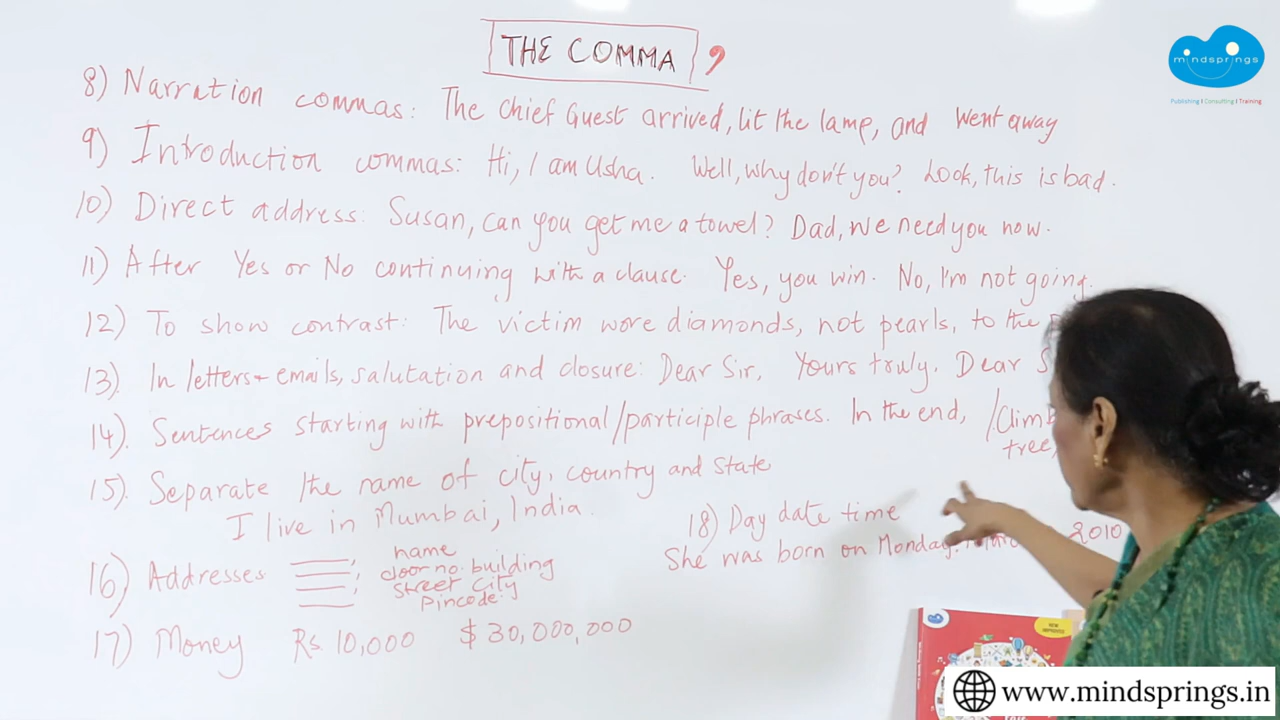 THE COMMA ,
mindsprings
Publishing | Consulting | Training
8) Narration commas: The Chief Guest arrived, lit the lamp, and went away
9) Introduction commas: Hi, I am Usha. Well, why don't you? Look, this is bad.
10) Direct address: Susan, can you get me a towel? Dad, we need you now.
11) After Yes or No continuing with a clause. Yes, you win. No, I'm not going.
12) To show contrast: The victim wore diamonds, not pearls, to the
13) In letters + emails, salutation and closure: Dear Sir, Yours truly, Dear
14) Sentences starting with prepositional/participle phrases. In the end, /
tree,
15) Separate the name of city, country and state
I live in Mumbai, India.
16) Addresses
name
door no. building
street city
Pincode.
17) Money Rs. 10,000 $ 30,000,000
18) Day date time
She was born on Monday, 2010
NEW
www.mindsprings.in